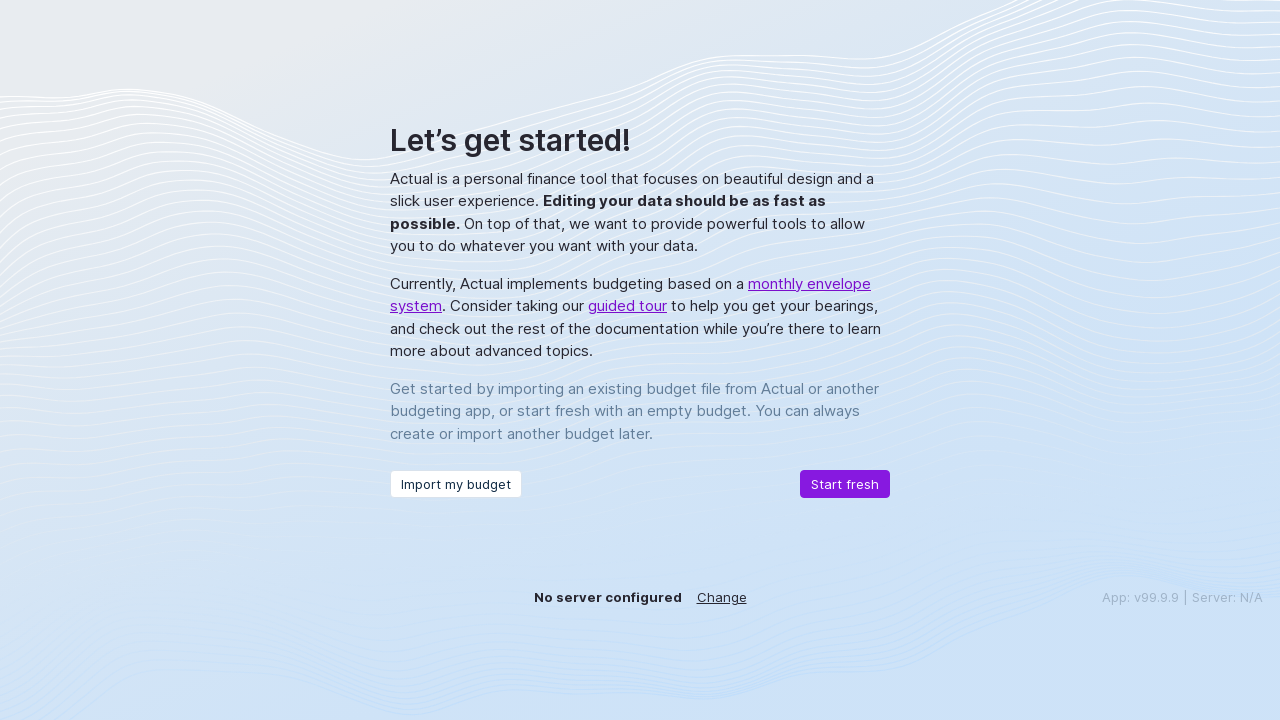 Let’s get started!
Actual is a personal finance tool that focuses on beautiful design and a
slick user experience. Editing your data should be as fast as
possible. On top of that, we want to provide powerful tools to allow
you to do whatever you want with your data.
Currently, Actual implements budgeting based on a monthly envelope
system. Consider taking our guided tour to help you get your bearings,
and check out the rest of the documentation while you’re there to learn
more about advanced topics.
Get started by importing an existing budget file from Actual or another
budgeting app, or start fresh with an empty budget. You can always
create or import another budget later.
Import my budget
Start fresh
No server configured Change
App: v99.9.9 | Server: N/A